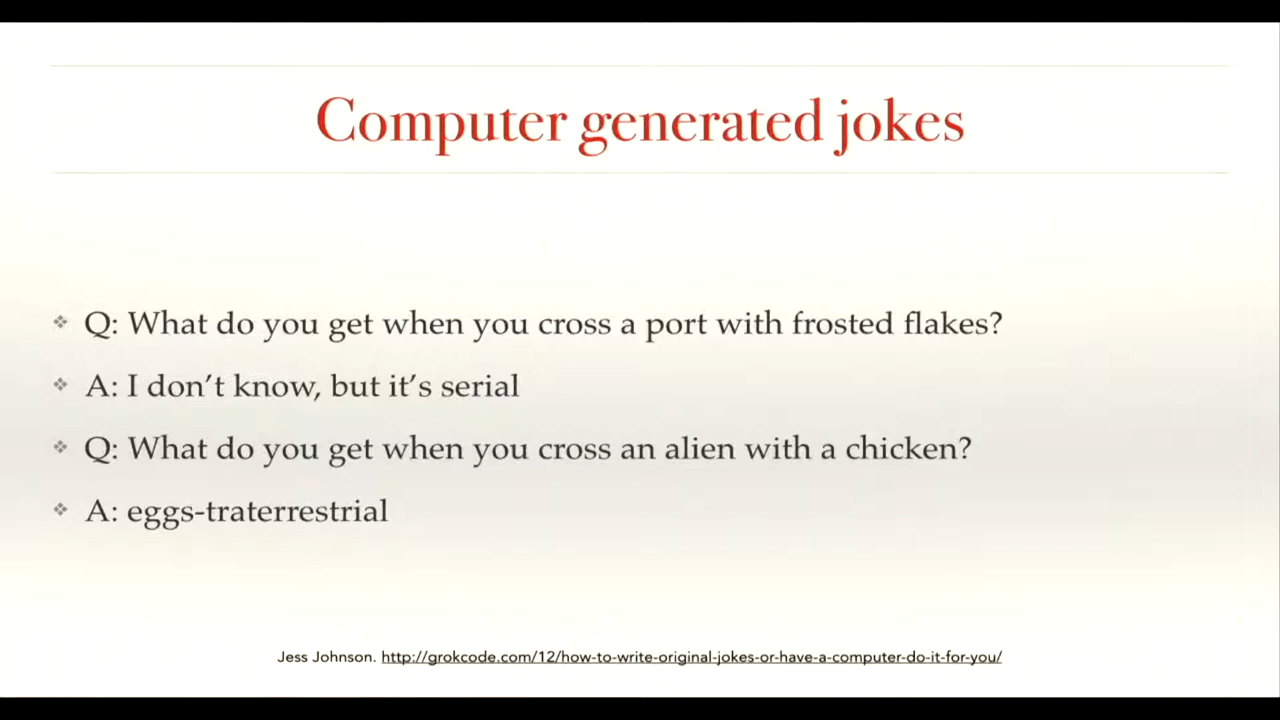 Computer generated jokes
Q: What do you get when you cross a port with frosted flakes?
A: I don’t know, but it’s serial
Q: What do you get when you cross an alien with a chicken?
A: eggs-traterrestrial
Jess Johnson. http://grokcode.com/12/how-to-write-original-jokes-or-have-a-computer-do-it-for-you/